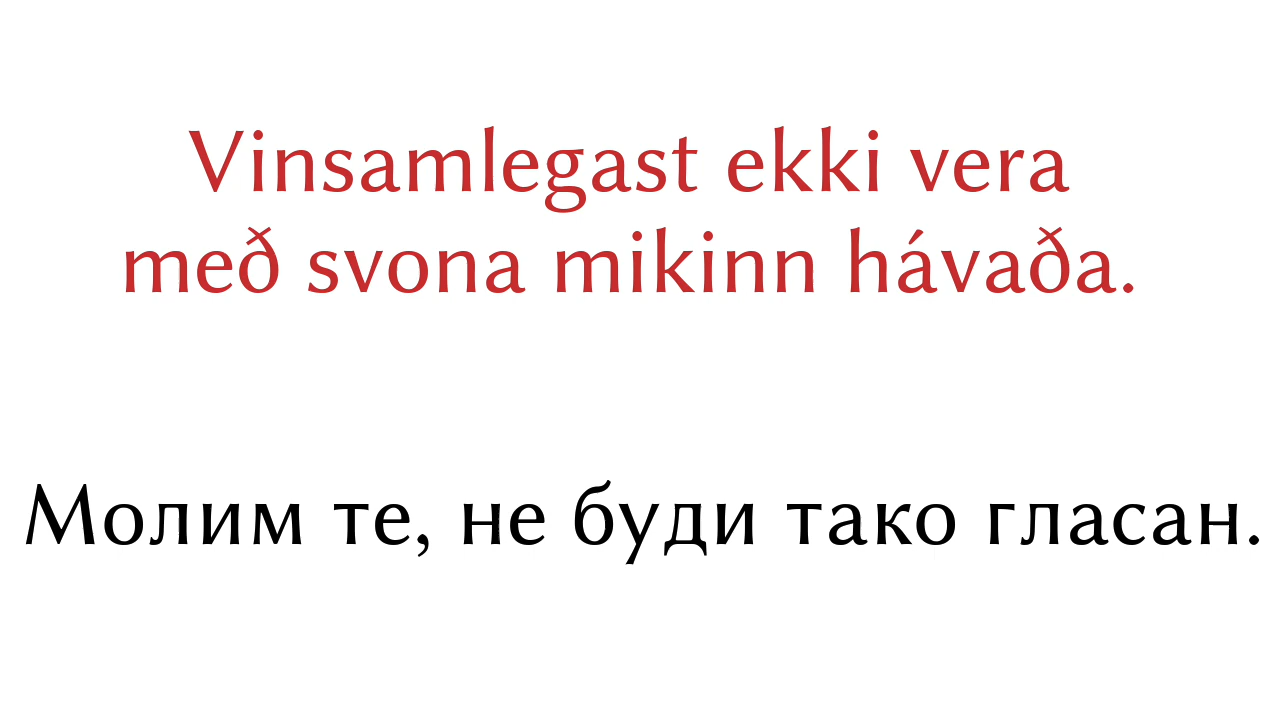 Vinsamlegast ekki vera
með svona mikinn hávaða.
Молим те, не буди тако гласан.